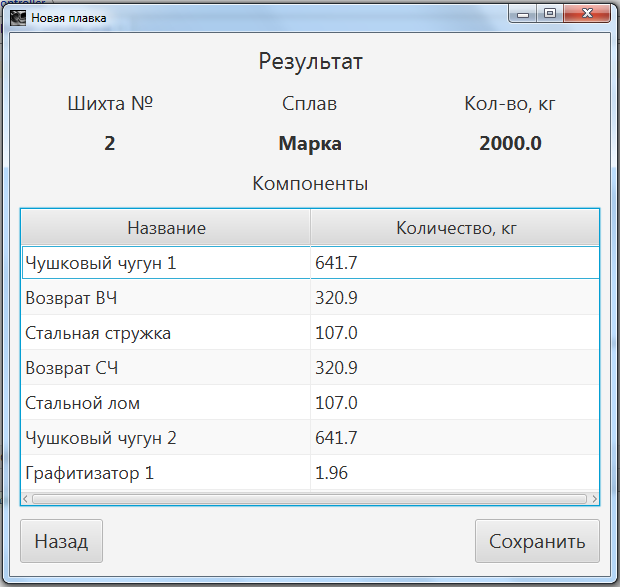 Новая плавка
Результат
Шихта № Сплав Кол-во, кг
2 Марка 2000.0
Компоненты
Название Количество, кг
Чушковый чугун 1 641.7
Возврат ВЧ 320.9
Стальная стружка 107.0
Возврат СЧ 320.9
Стальной лом 107.0
Чушковый чугун 2 641.7
Графитизатор 1 1.96
Назад Сохранить